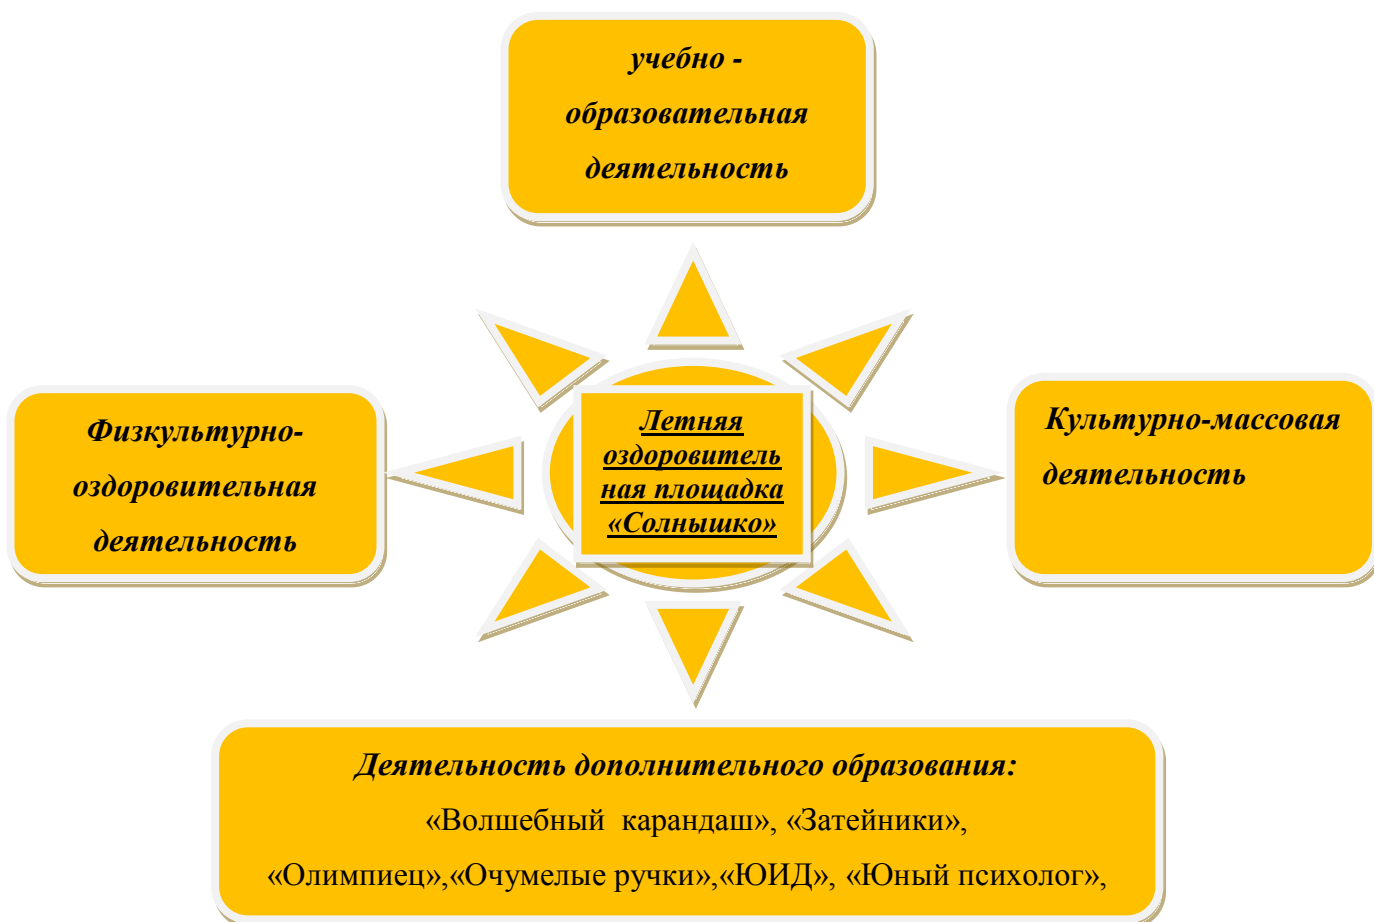 учебно -
образовательная
деятельность
Физкультурно-
оздоровительная
деятельность
Летняя
оздоровитель
ная площадка
«Солнышко»
Культурно-массовая
деятельность
Деятельность дополнительного образования:
«Волшебный  карандаш», «Затейники»,
«Олимпиец»,«Очумелые ручки»,«ЮИД», «Юный психолог»,